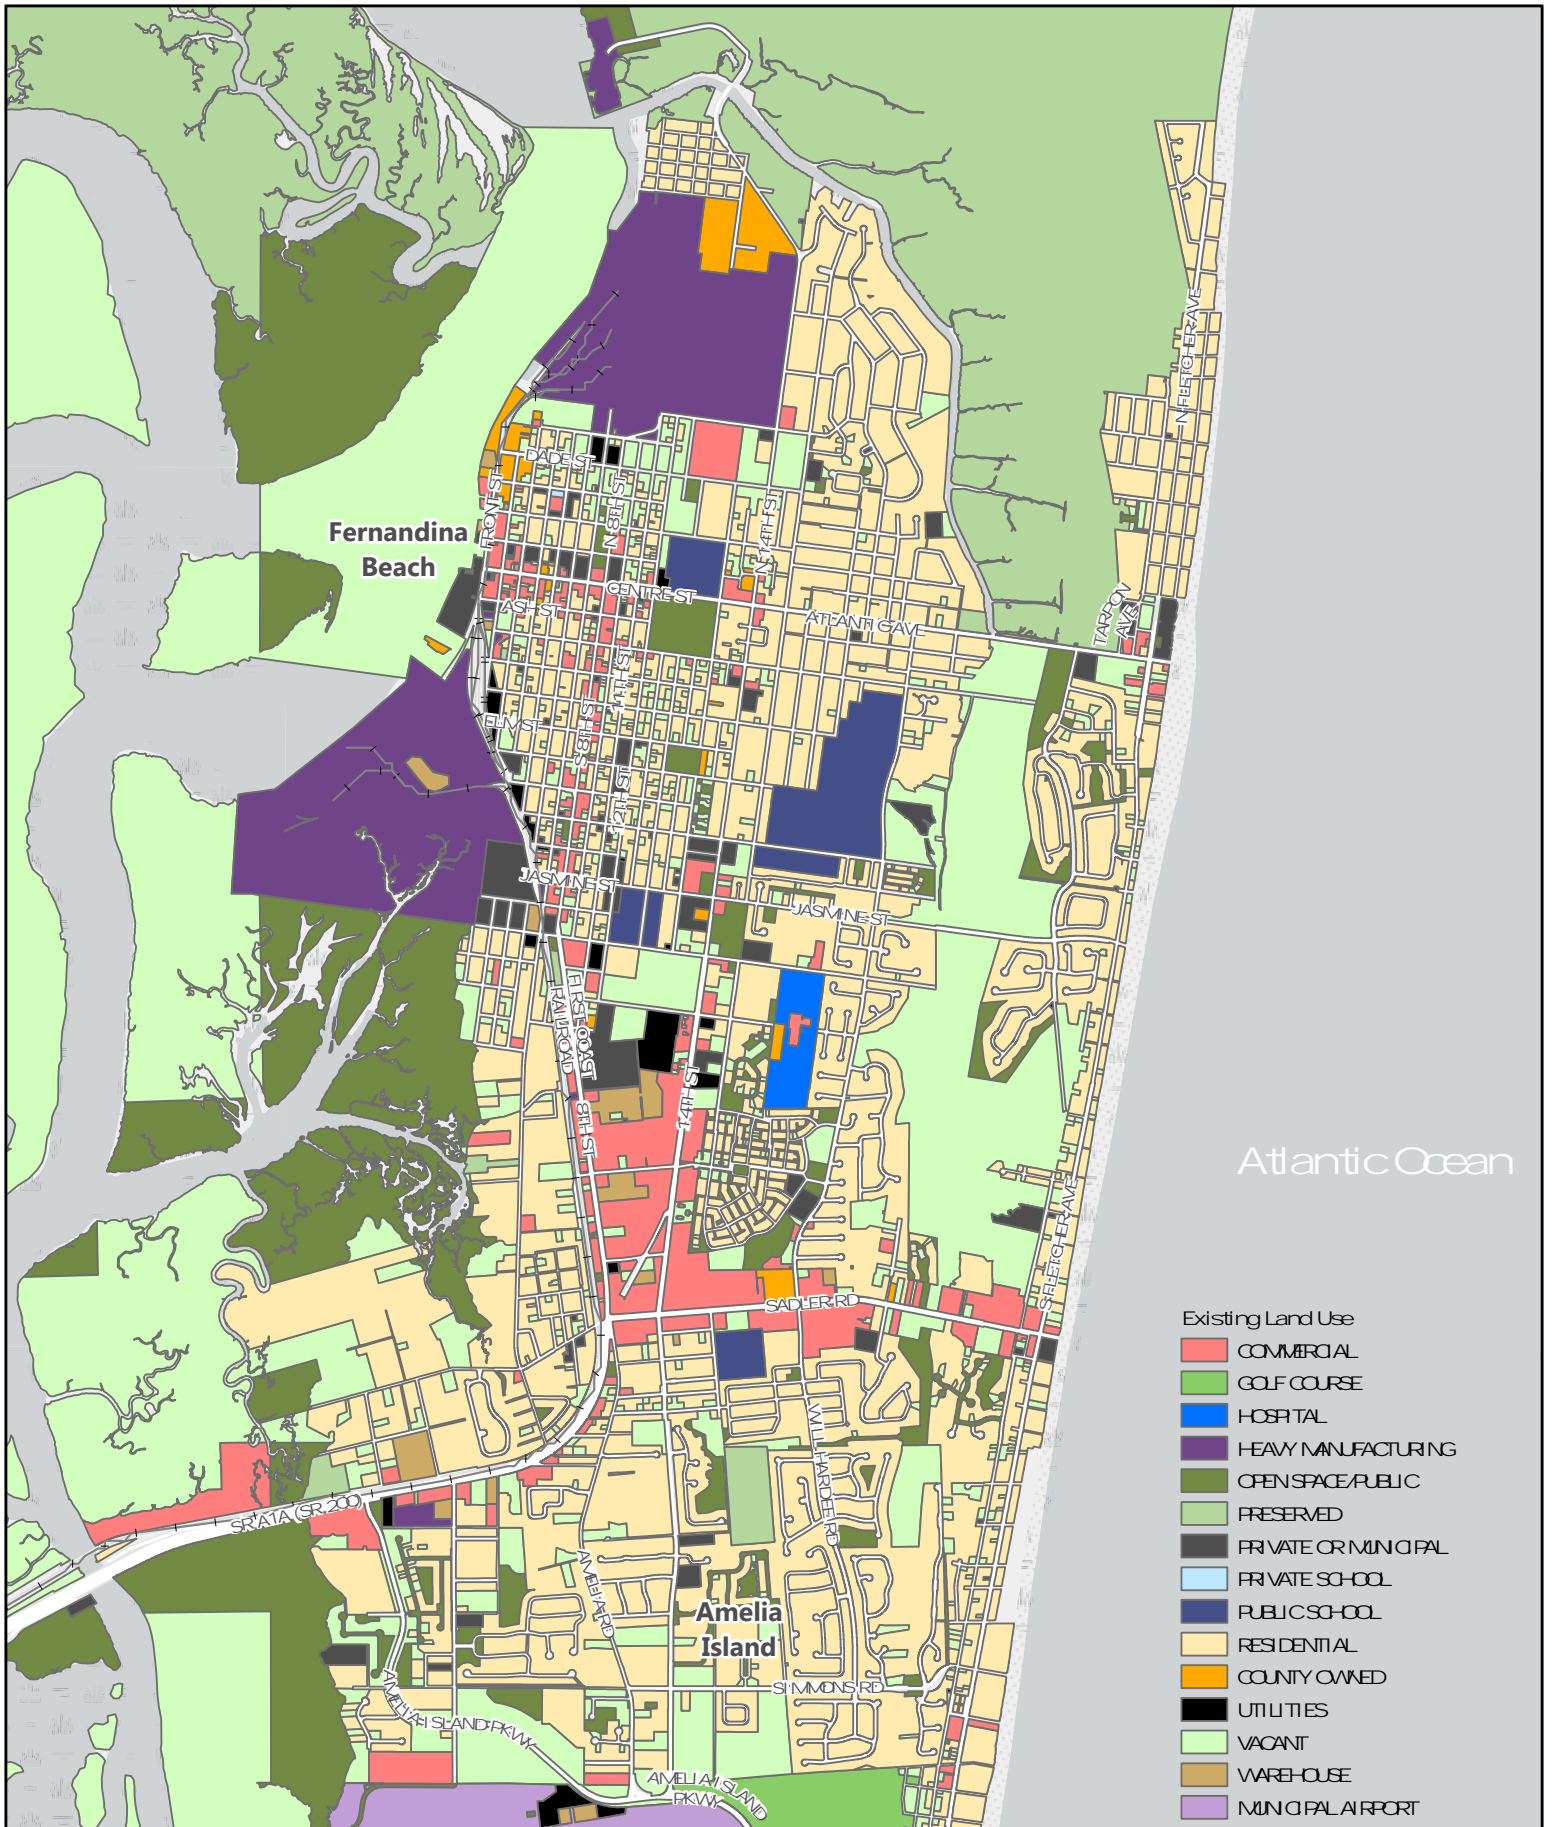 N FLETCHER AVE
DADE ST
FRONT ST
N 8TH ST
N 14TH ST
Fernandina
Beach
CENTRE ST
ASH ST
ATLANTIC AVE
TARPON
AVE
11TH ST
ELM ST
S 8TH ST
12TH ST
JASMINE ST
JASMINE ST
FIRST COAST
RAILROAD
14TH ST
8TH ST
Atlantic Ocean
S FLETCHER AVE
SADLER RD
SR A1A (SR 200)
WILL HARDEE RD
AMELIA RD
Amelia
Island
SIMMONS RD
AMELIA ISLAND PKWY
AMELIA ISLAND
PKWY
Existing Land Use
COMMERCIAL
GOLF COURSE
HOSPITAL
HEAVY MANUFACTURING
OPEN SPACE/PUBLIC
PRESERVED
PRIVATE OR MUNICIPAL
PRIVATE SCHOOL
PUBLIC SCHOOL
RESIDENTIAL
COUNTY OWNED
UTILITIES
VACANT
WAREHOUSE
MUNICIPAL AIRPORT